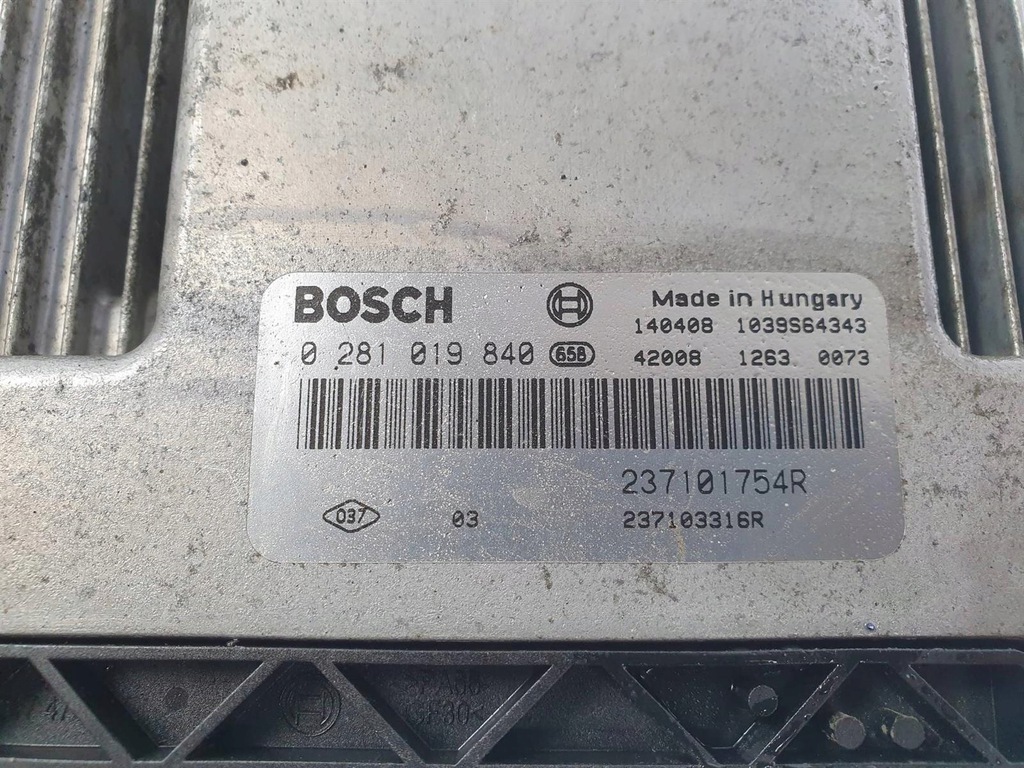 BOSCH
Made in Hungary
140408 1039S64343
0 281 019 840 658
42008 1263 0073
237101754R
037 03 237103316R